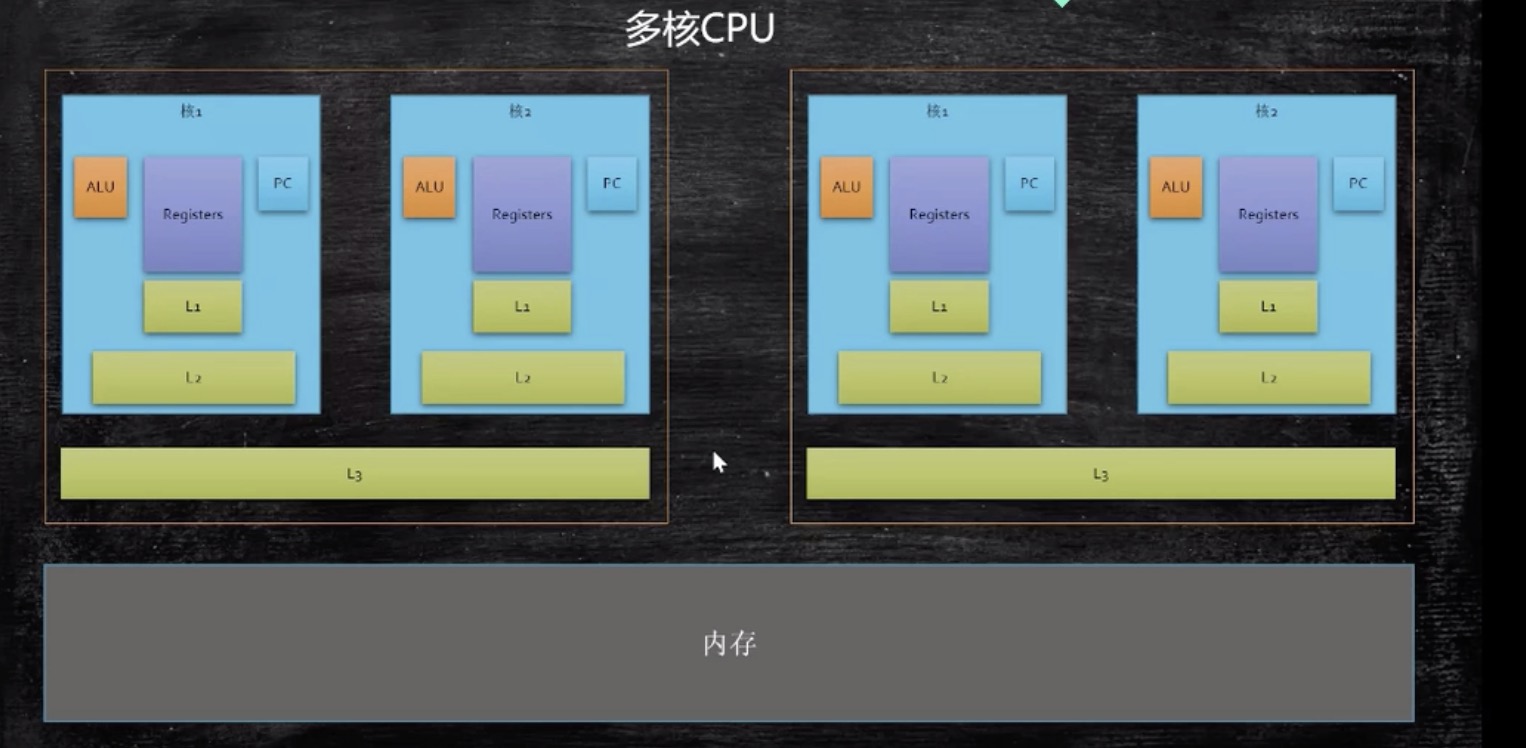 多核CPU
核1
核2
核1
核2
ALU
Registers
PC
ALU
Registers
PC
ALU
Registers
PC
ALU
Registers
PC
L1
L1
L1
L1
L2
L2
L2
L2
L3
L3
内存